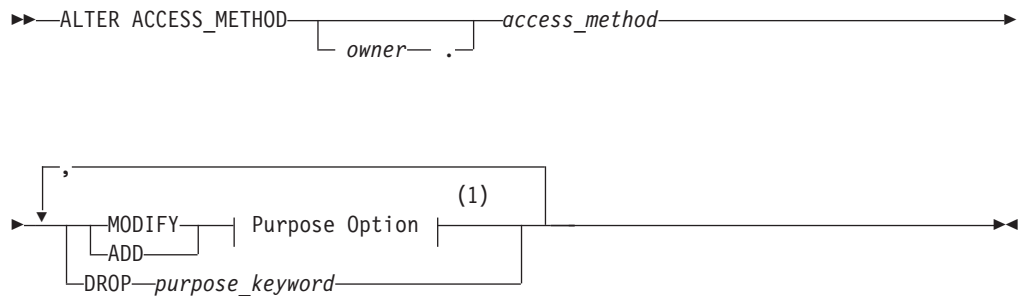 ALTER ACCESS_METHOD access_method
owner .
,
(1)
MODIFY Purpose Option
ADD
DROP purpose_keyword